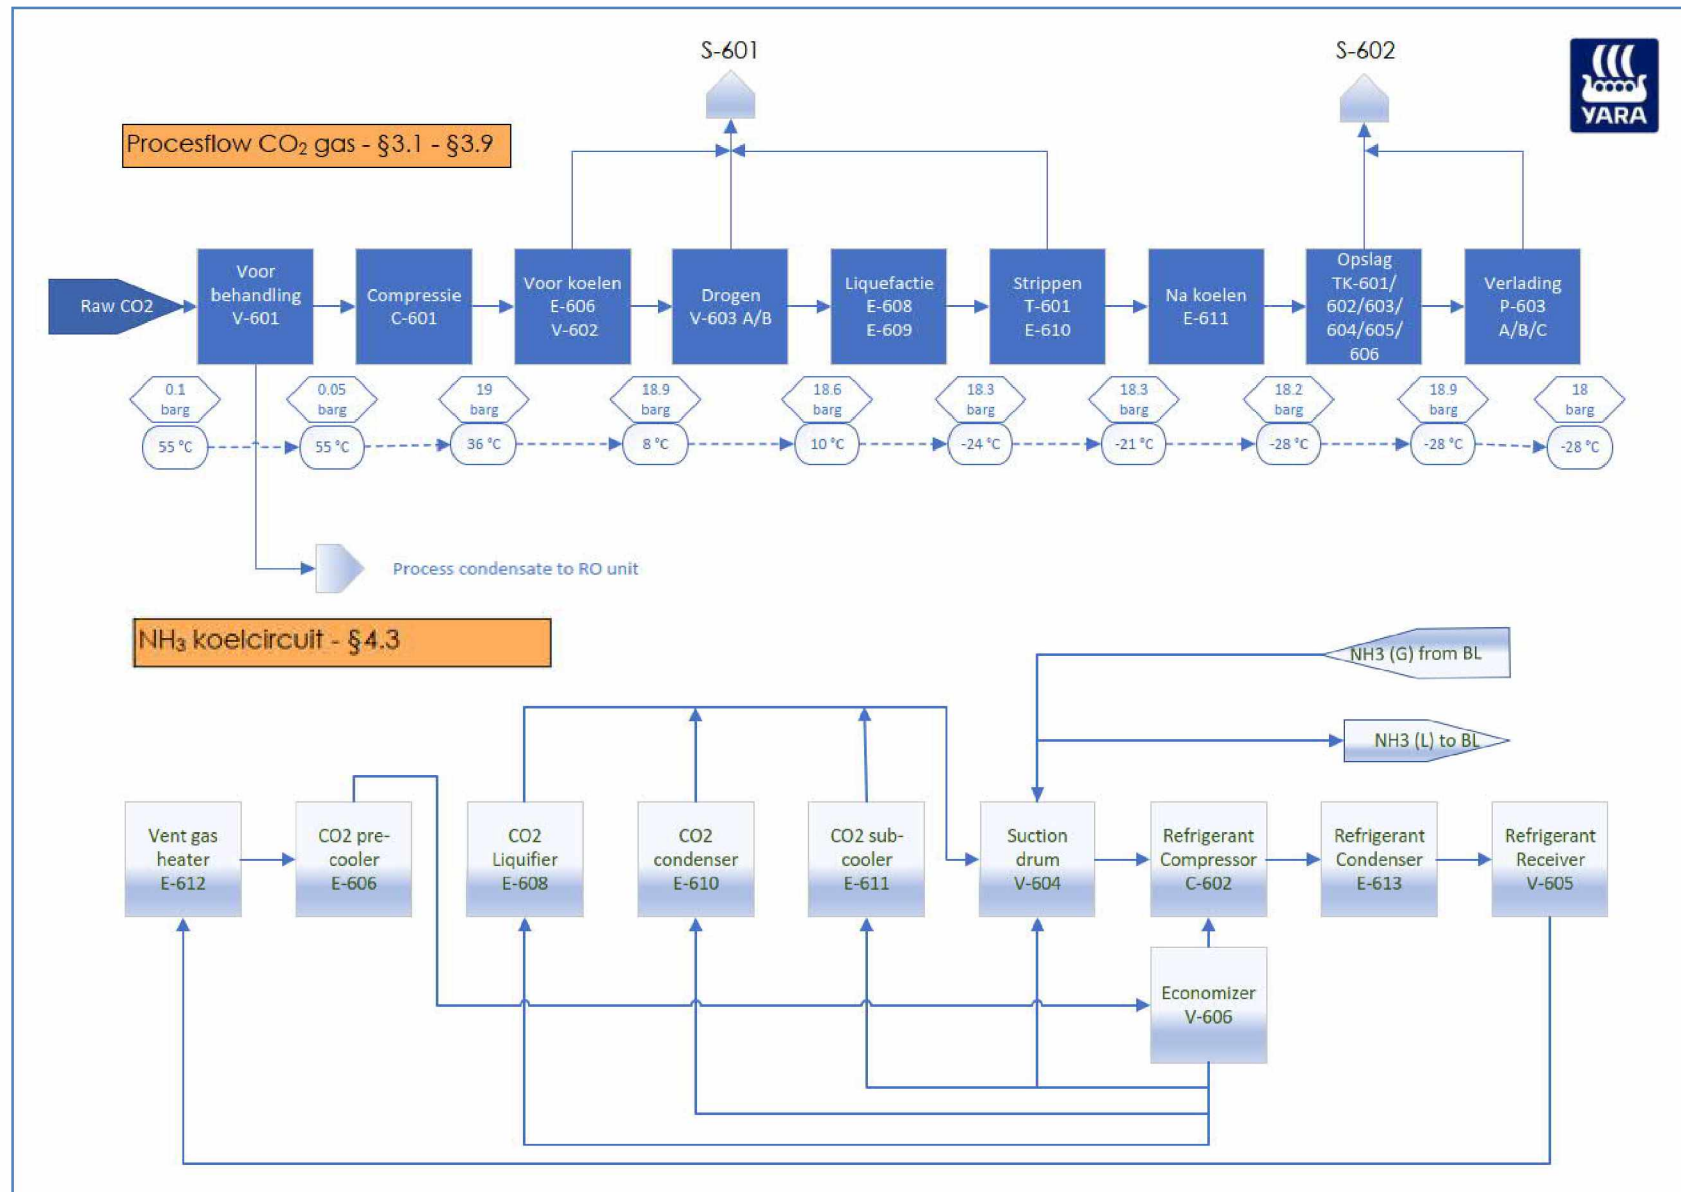 S-601
S-602
YARA
Procesflow CO₂ gas - §3.1 - §3.9
Raw CO2
Voor
behandling
V-601
Compressie
C-601
Voor koelen
E-606
V-602
Drogen
V-603 A/B
Liquefactie
E-608
E-609
Strippen
T-601
E-610
Na koelen
E-611
Opslag
TK-601/
602/603/
604/605/
606
Verlading
P-603
A/B/C
0.1
barg
0.05
barg
19
barg
18.9
barg
18.6
barg
18.3
barg
18.3
barg
18.2
barg
18.9
barg
18
barg
55 °C
55 °C
36 °C
8 °C
10 °C
-24 °C
-21 °C
-28 °C
-28 °C
-28 °C
Process condensate to RO unit
NH₃ koelcircuit - §4.3
NH3 (G) from BL
NH3 (L) to BL
Vent gas
heater
E-612
CO2 pre-
cooler
E-606
CO2
Liquifier
E-608
CO2
condenser
E-610
CO2 sub-
cooler
E-611
Suction
drum
V-604
Refrigerant
Compressor
C-602
Refrigerant
Condenser
E-613
Refrigerant
Receiver
V-605
Economizer
V-606